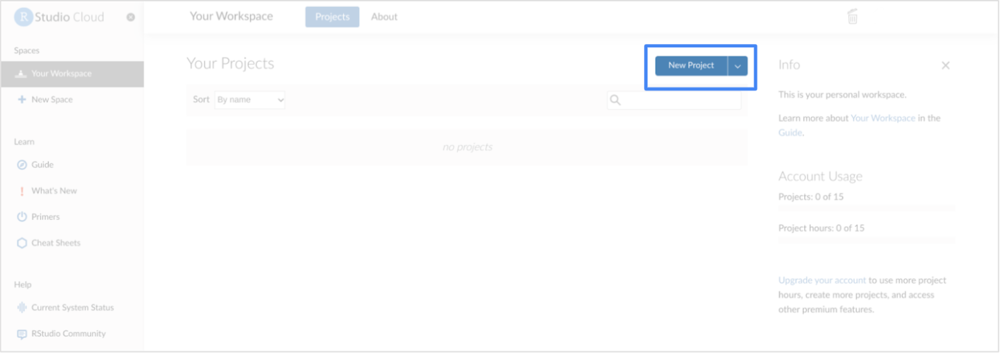 R Studio Cloud
Spaces
Your Workspace
New Space
Learn
Guide
What's New
Primers
Cheat Sheets
Help
Current System Status
RStudio Community
Your Workspace
Projects
About
Your Projects
New Project
Sort By name
no projects
Info
This is your personal workspace.
Learn more about Your Workspace in the
Guide.
Account Usage
Projects: 0 of 15
Project hours: 0 of 15
Upgrade your account to use more project
hours, create more projects, and access
other premium features.